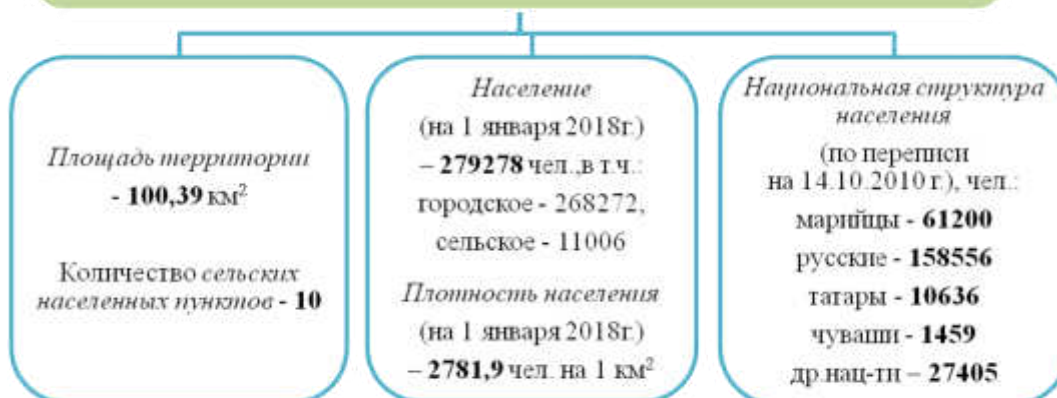 Площадь территории
- 100,39 км²
Количество сельских
населенных пунктов - 10
Население
(на 1 января 2018г.)
– 279278 чел.,в т.ч.:
городское - 268272,
сельское - 11006
Плотность населения
(на 1 января 2018г.)
– 2781,9 чел. на 1 км²
Национальная структура
населения
(по переписи
на 14.10.2010 г.), чел.:
марийцы - 61200
русские - 158556
татары - 10636
чуваши - 1459
др.нац-ти – 27405